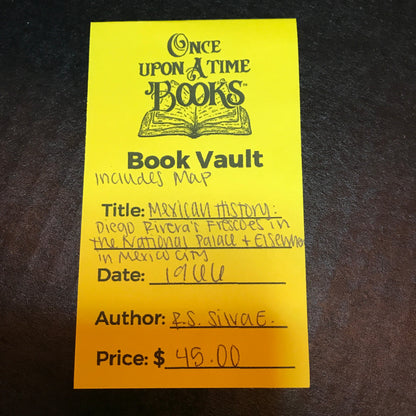 ONCE
UPON A TIME
BOOKS™
Book Vault
Includes Map
Title: Mexican History:
Diego Rivera's Frescoes in
the National Palace + Elsewhere
in Mexico City
Date: 1966
Author: R.S. Silva E.
Price: $ 45.00